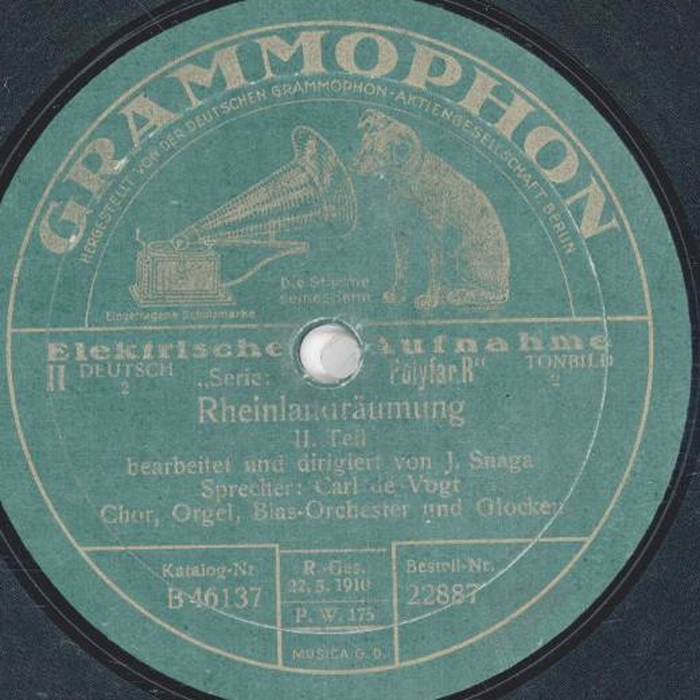 GRAMMOPHON
HERGESTELLT VON DER DEUTSCHEN GRAMMOPHON-AKTIENGESELLSCHAFT BERLIN
Die Stimme
seines Herrn
Eingetragene Schutzmarke
Elektrische Aufnahme
II DEUTSCH 2 „Serie: Polyfar R" TONBILD 2
Rheinlandräumung
II. Teil
bearbeitet und dirigiert von J. Snaga
Sprecher: Carl de Vogt
Chor, Orgel, Blas-Orchester und Glocken
Katalog-Nr
B 46137
R.-Ges.
22.5.1910
P. W. 175
Bestell-Nr.
22887
MUSICA G. D.